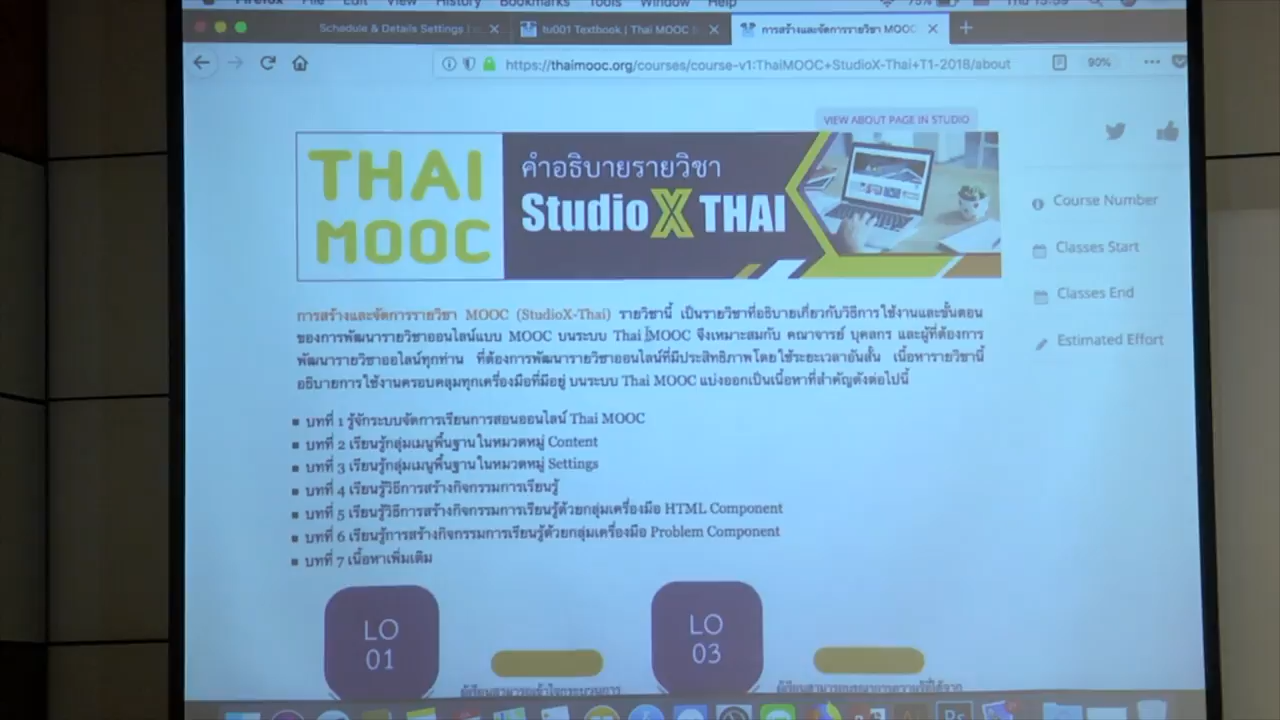 Firefox File Edit View History Bookmarks Tools Window Help
Schedule & Details Settings
tu001 Textbook | Thai MOOC
การสร้างและจัดการรายวิชา MOOC
https://thaimooc.org/courses/course-v1:ThaiMOOC+StudioX-Thai+T1-2018/about
90%
VIEW ABOUT PAGE IN STUDIO
THAI
MOOC
คำอธิบายรายวิชา
StudioX THAI
Course Number
Classes Start
Classes End
Estimated Effort
การสร้างและจัดการรายวิชา MOOC (StudioX-Thai) รายวิชานี้ เป็นรายวิชาที่อธิบายเกี่ยวกับวิธีการใช้งานและขั้นตอน
ของการพัฒนารายวิชาออนไลน์แบบ MOOC บนระบบ Thai MOOC จึงเหมาะสมกับ คณาจารย์ บุคลกร และผู้ที่ต้องการ
พัฒนารายวิชาออไลน์ทุกท่าน ที่ต้องการพัฒนารายวิชาออนไลน์ที่มีประสิทธิภาพโดยใช้ระยะเวลาอันสั้น เนื้อหารายวิชานี้
อธิบายการใช้งานครอบคลุมทุกเครื่องมือที่มีอยู่ บนระบบ Thai MOOC แบ่งออกเป็นเนื้อหาที่สำคัญดังต่อไปนี้
บทที่ 1 รู้จักระบบจัดการเรียนการสอนออนไลน์ Thai MOOC
บทที่ 2 เรียนรู้กลุ่มเมนูพื้นฐานในหมวดหมู่ Content
บทที่ 3 เรียนรู้กลุ่มเมนูพื้นฐานในหมวดหมู่ Settings
บทที่ 4 เรียนรู้วิธีการสร้างกิจกรรมการเรียนรู้
บทที่ 5 เรียนรู้วิธีการสร้างกิจกรรมการเรียนรู้ด้วยกลุ่มเครื่องมือ HTML Component
บทที่ 6 เรียนรู้การสร้างกิจกรรมการเรียนรู้ด้วยกลุ่มเครื่องมือ Problem Component
บทที่ 7 เนื้อหาเพิ่มเติม
LO
01
LO
03
Ps